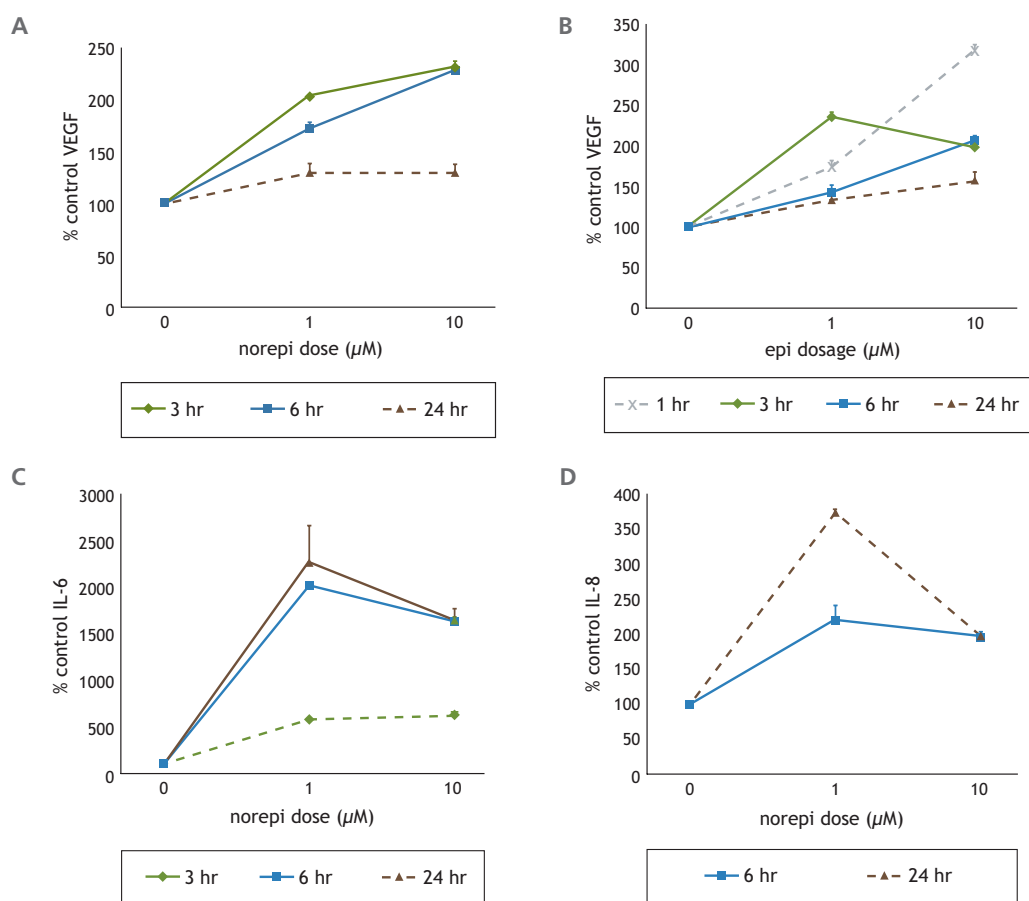 A
% control VEGF
250
200
150
100
50
0
0 1 10
norepi dose (µM)
3 hr 6 hr 24 hr
B
% control VEGF
350
300
250
200
150
100
50
0
0 1 10
epi dosage (µM)
1 hr 3 hr 6 hr 24 hr
C
% control IL-6
3000
2500
2000
1500
1000
500
0
0 1 10
norepi dose (µM)
3 hr 6 hr 24 hr
D
% control IL-8
400
350
300
250
200
150
100
50
0
0 1 10
norepi dose (µM)
6 hr 24 hr